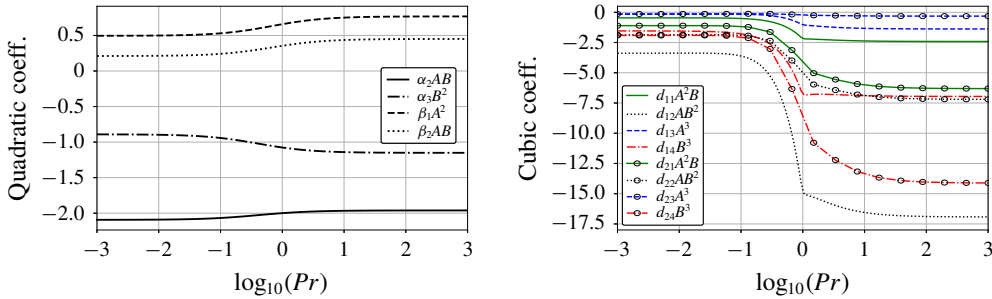 Quadratic coeff.
0.5
0
−0.5
−1.0
−1.5
−2.0
α₂AB
α₃B²
β₁A²
β₂AB
−3 −2 −1 0 1 2 3
log₁₀(Pr)
Cubic coeff.
0
−2.5
−5.0
−7.5
−10.0
−12.5
−15.0
−17.5
d₁₁A²B
d₁₂AB²
d₁₃A³
d₁₄B³
d₂₁A²B
d₂₂AB²
d₂₃A³
d₂₄B³
−3 −2 −1 0 1 2 3
log₁₀(Pr)